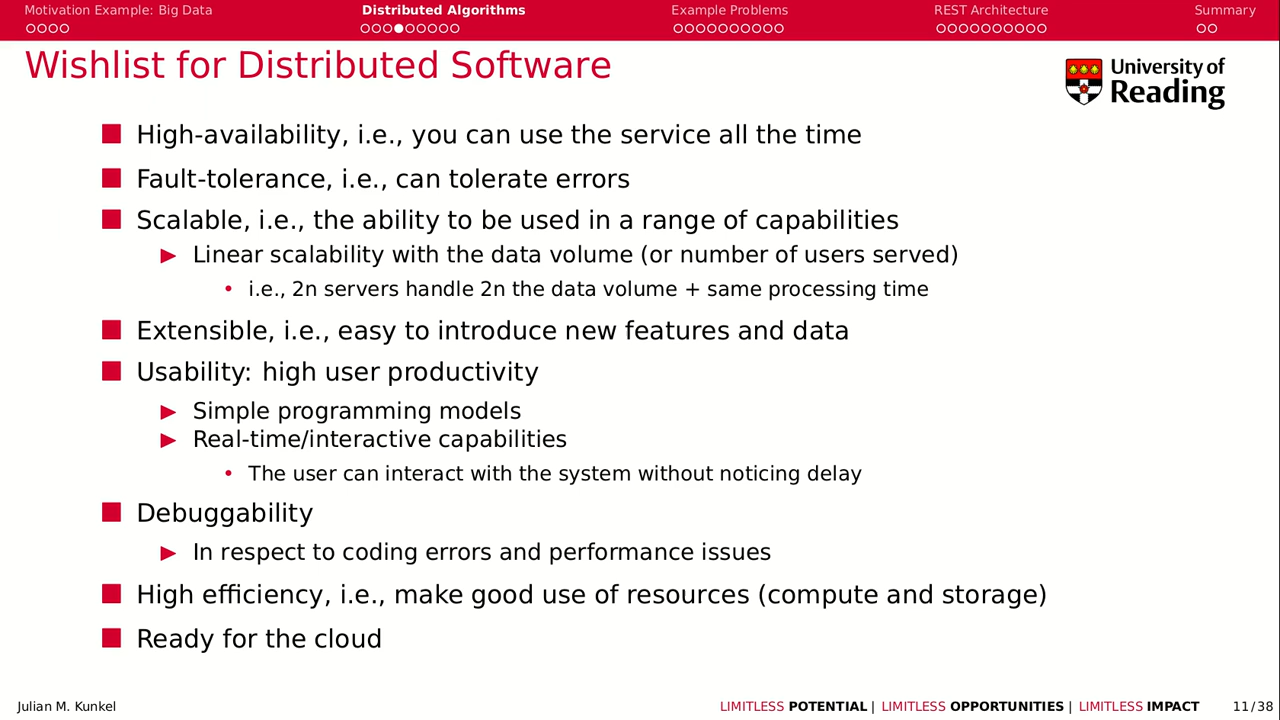 Motivation Example: Big Data Distributed Algorithms Example Problems REST Architecture Summary
Wishlist for Distributed Software
University of
Reading
High-availability, i.e., you can use the service all the time
Fault-tolerance, i.e., can tolerate errors
Scalable, i.e., the ability to be used in a range of capabilities
Linear scalability with the data volume (or number of users served)
i.e., 2n servers handle 2n the data volume + same processing time
Extensible, i.e., easy to introduce new features and data
Usability: high user productivity
Simple programming models
Real-time/interactive capabilities
The user can interact with the system without noticing delay
Debuggability
In respect to coding errors and performance issues
High efficiency, i.e., make good use of resources (compute and storage)
Ready for the cloud
Julian M. Kunkel LIMITLESS POTENTIAL | LIMITLESS OPPORTUNITIES | LIMITLESS IMPACT 11/38